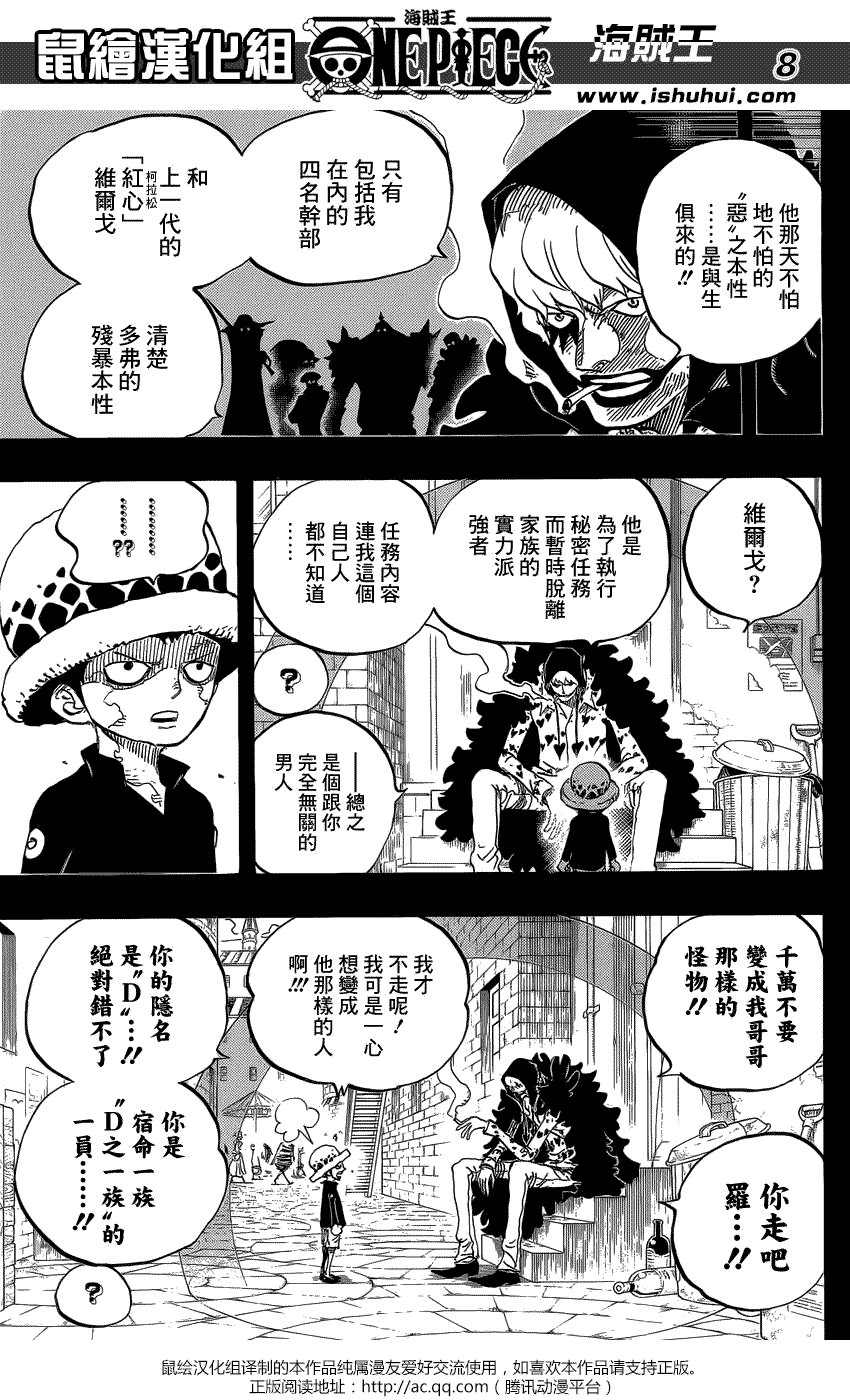 鼠繪漢化組
海賊王
ONE PIECE
海賊王
8
www.ishuhui.com
他那天不怕
地不怕的
〝惡〞之本性
……是與生
俱來的!!
只有
包括我
在內的
四名幹部
和
上一代的
「紅心」
柯拉松
維爾戈
清楚
多弗的
殘暴本性
維爾戈?
他是
為了執行
秘密任務
而暫時脫離
家族的
實力派
強者
任務內容
連我這個
自己人
都不知道
……
?
——總之
是個跟你
完全無關的
男人
………
………??
千萬不要
變成我哥哥
那樣的
怪物!!
你走吧
羅…!!
我才
不走呢!
我可是一心
想變成
他那樣的人
啊!!!
你的隱名
是〝D〞…!!
絕對錯不了
你是
宿命一族
〝D之一族〞的
一員………!!
?
鼠绘汉化组译制的本作品纯属漫友爱好交流使用，如喜欢本作品请支持正版。
正版阅读地址：http://ac.qq.com（腾讯动漫平台）